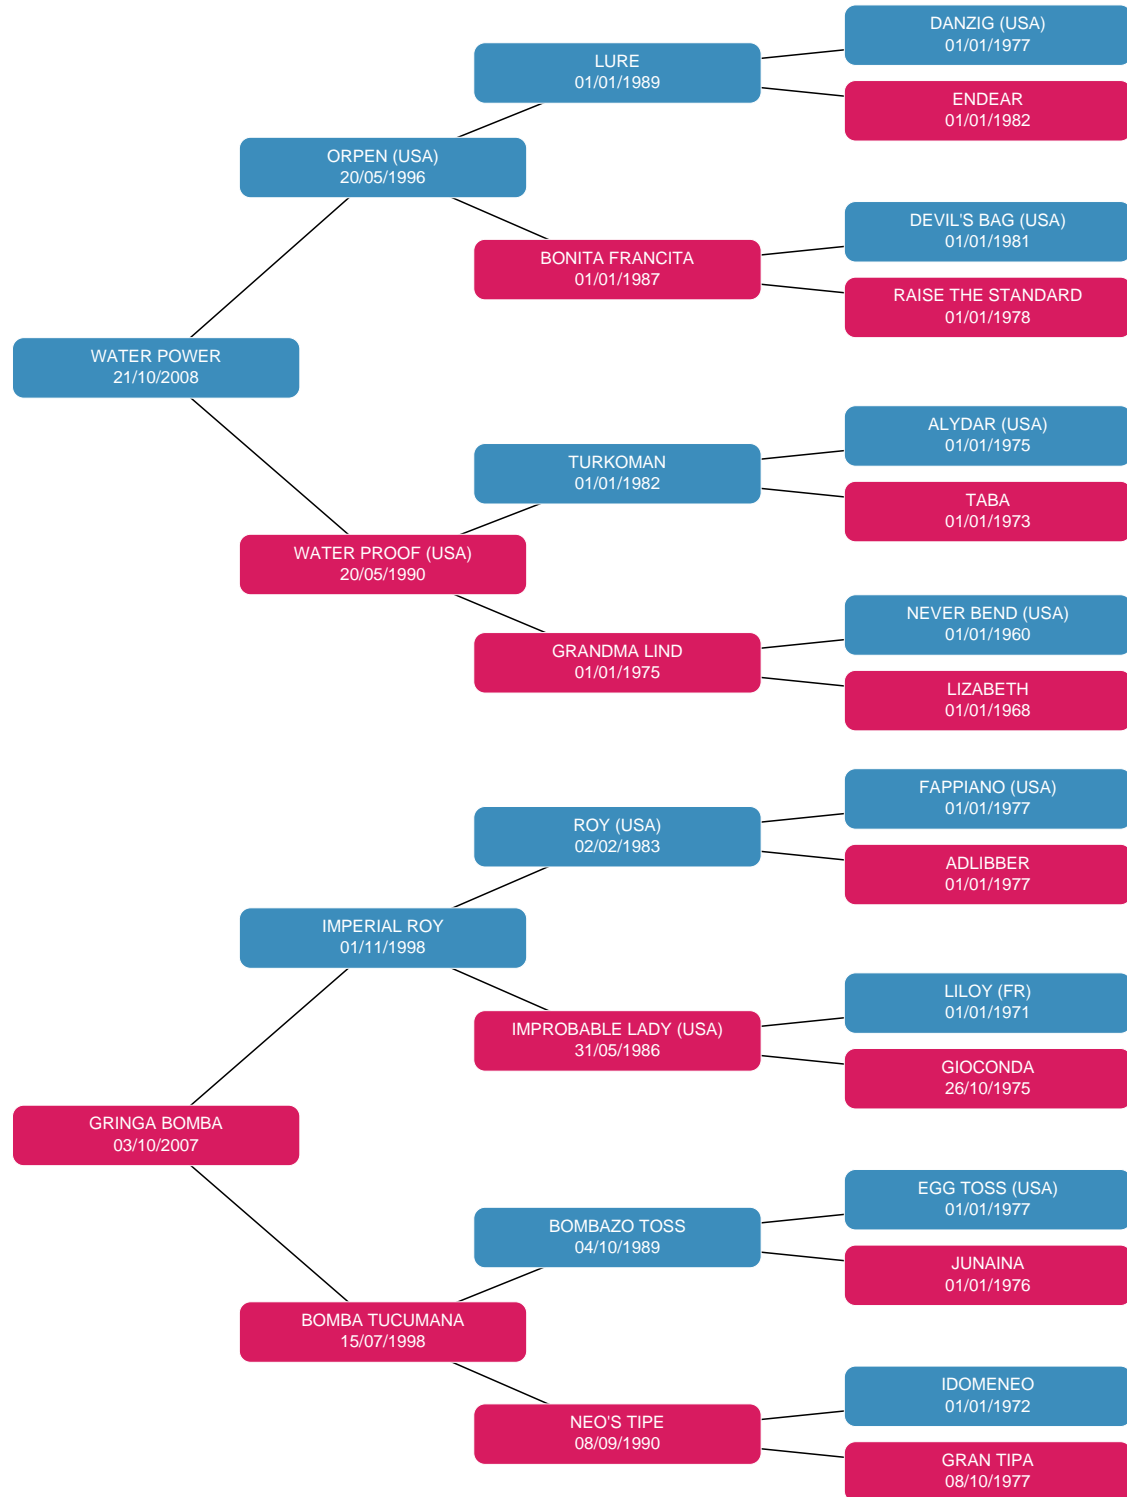 DANZIG (USA)
01/01/1977
LURE
01/01/1989
ENDEAR
01/01/1982
ORPEN (USA)
20/05/1996
DEVIL'S BAG (USA)
01/01/1981
BONITA FRANCITA
01/01/1987
RAISE THE STANDARD
01/01/1978
WATER POWER
21/10/2008
ALYDAR (USA)
01/01/1975
TURKOMAN
01/01/1982
TABA
01/01/1973
WATER PROOF (USA)
20/05/1990
NEVER BEND (USA)
01/01/1960
GRANDMA LIND
01/01/1975
LIZABETH
01/01/1968
FAPPIANO (USA)
01/01/1977
ROY (USA)
02/02/1983
ADLIBBER
01/01/1977
IMPERIAL ROY
01/11/1998
LILOY (FR)
01/01/1971
IMPROBABLE LADY (USA)
31/05/1986
GIOCONDA
26/10/1975
GRINGA BOMBA
03/10/2007
EGG TOSS (USA)
01/01/1977
BOMBAZO TOSS
04/10/1989
JUNAINA
01/01/1976
BOMBA TUCUMANA
15/07/1998
IDOMENEO
01/01/1972
NEO'S TIPE
08/09/1990
GRAN TIPA
08/10/1977